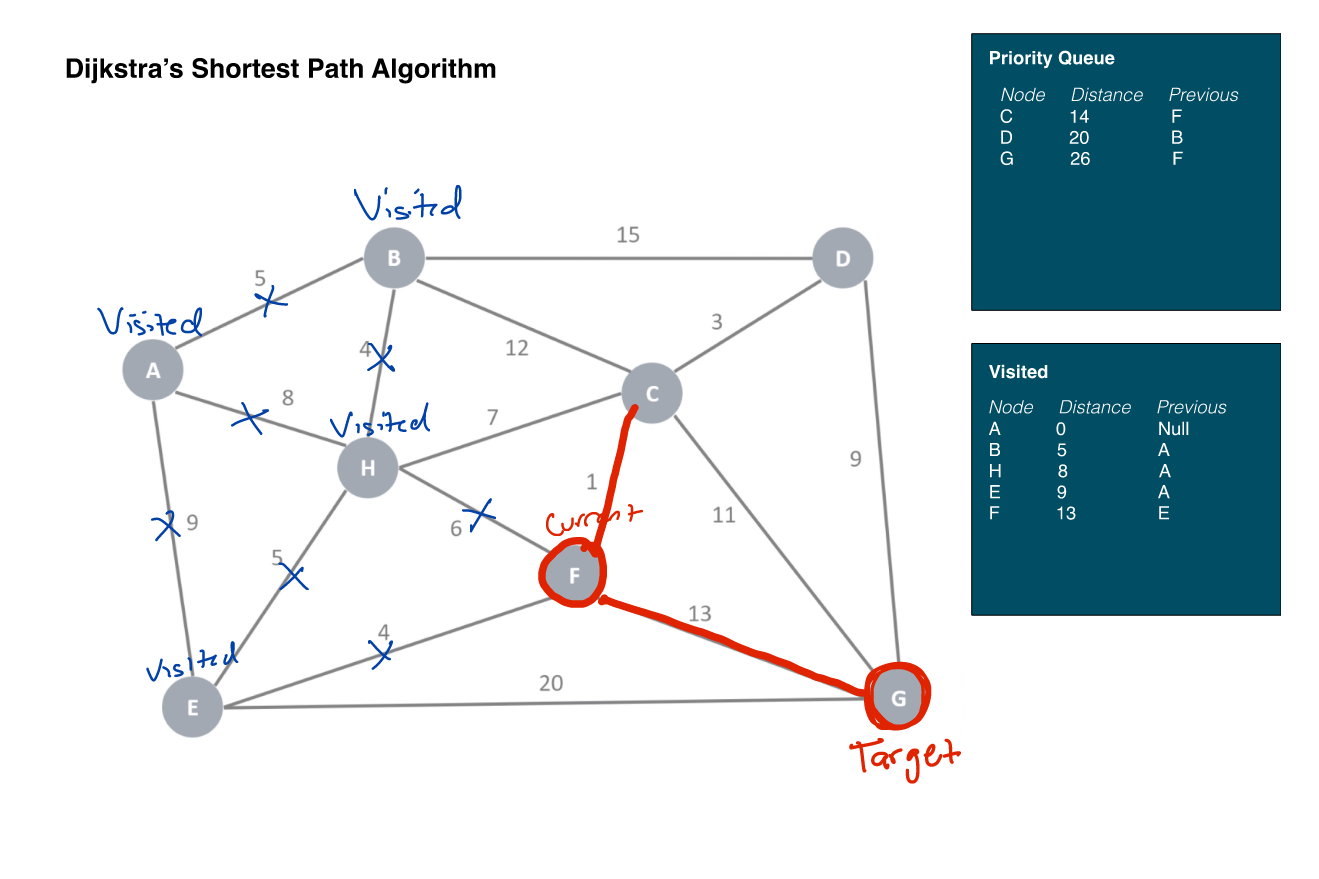 Dijkstra's Shortest Path Algorithm
Priority Queue
Node Distance Previous
C 14 F
D 20 B
G 26 F
Visited
Node Distance Previous
A 0 Null
B 5 A
H 8 A
E 9 A
F 13 E
Visited
B
15
D
5
Visited
A
4
12
3
8
C
Visited
7
H
9
1
9
6
Current
11
5
F
4
13
Visited
20
E
G
Target